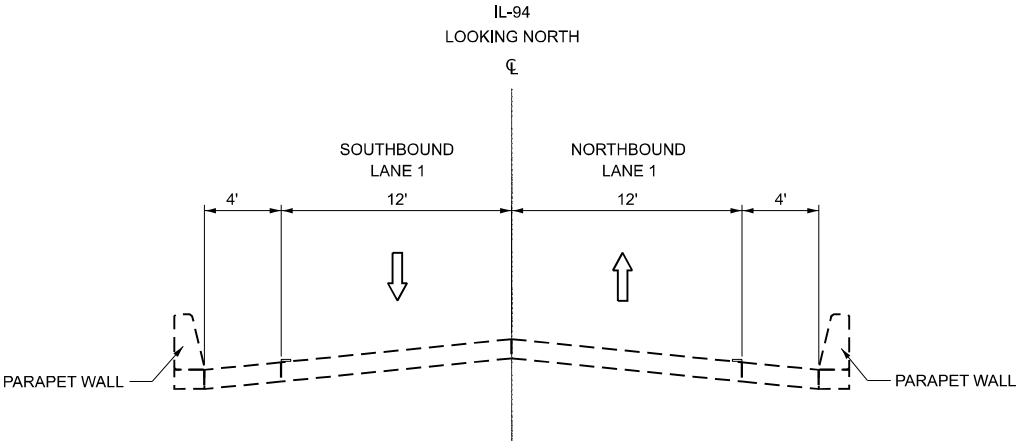 IL-94
LOOKING NORTH
℄
SOUTHBOUND
LANE 1
NORTHBOUND
LANE 1
4'
12'
12'
4'
PARAPET WALL
PARAPET WALL